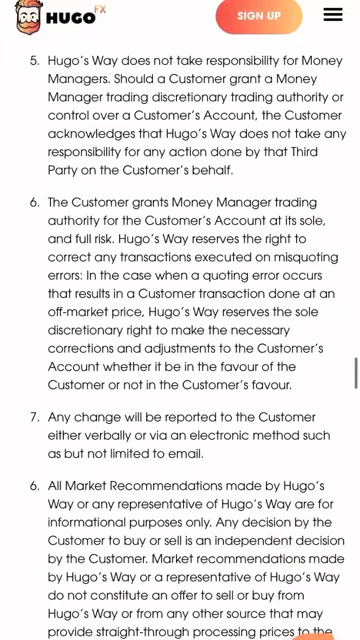 HUGO FX
SIGN UP
5. Hugo's Way does not take responsibility for Money
Managers. Should a Customer grant a Money
Manager trading discretionary trading authority or
control over a Customer's Account, the Customer
acknowledges that Hugo's Way does not take any
responsibility for any action done by that Third
Party on the Customer's behalf.
6. The Customer grants Money Manager trading
authority for the Customer's Account at its sole,
and full risk. Hugo's Way reserves the right to
correct any transactions executed on misquoting
errors: In the case when a quoting error occurs
that results in a Customer transaction done at an
off-market price, Hugo's Way reserves the sole
discretionary right to make the necessary
corrections and adjustments to the Customer's
Account whether it be in the favour of the
Customer or not in the Customer's favour.
7. Any change will be reported to the Customer
either verbally or via an electronic method such
as but not limited to email.
6. All Market Recommendations made by Hugo's
Way or any representative of Hugo's Way are for
informational purposes only. Any decision by the
Customer to buy or sell is an independent decision
by the Customer. Market recommendations made
by Hugo's Way or a representative of Hugo's Way
do not constitute an offer to sell or buy from
Hugo's Way or from any other source that may
provide straight-through processing prices to the